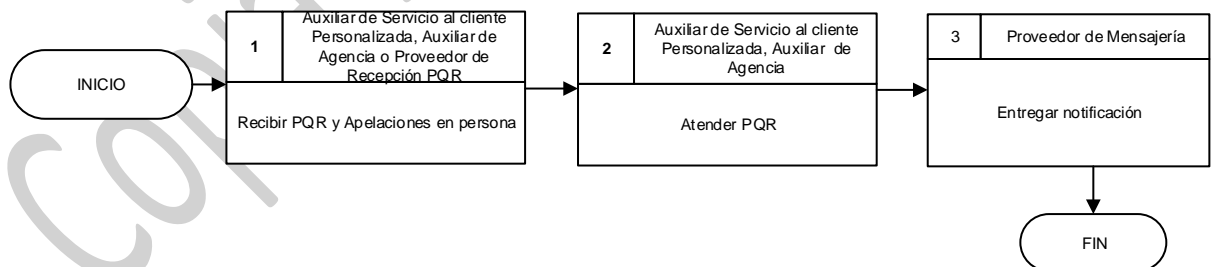 INICIO
1
Auxiliar de Servicio al cliente
Personalizada, Auxiliar de
Agencia o Proveedor de
Recepción PQR
Recibir PQR y Apelaciones en persona
2
Auxiliar de Servicio al cliente
Personalizada, Auxiliar de
Agencia
Atender PQR
3
Proveedor de Mensajería
Entregar notificación
FIN